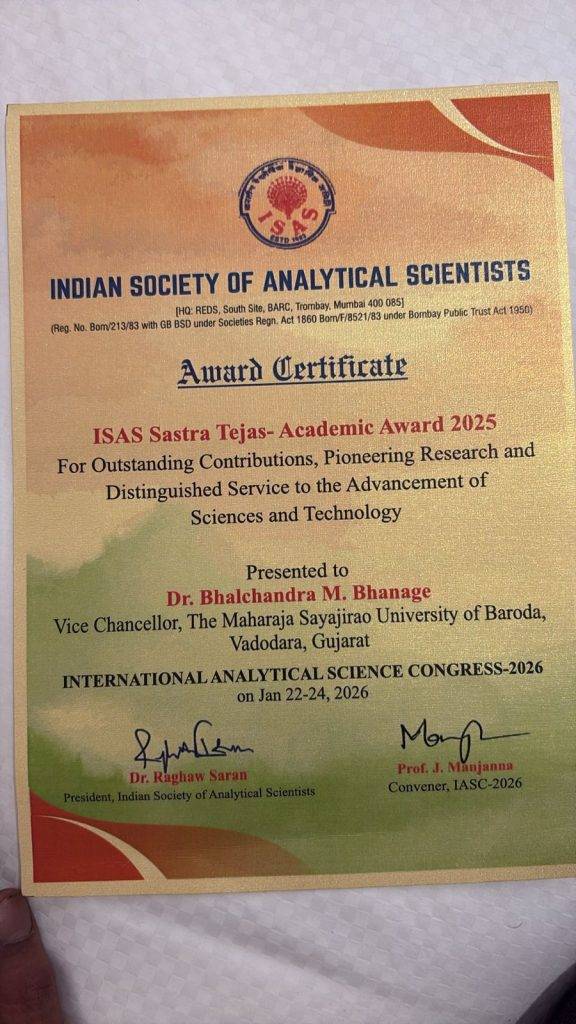 ISAS
ESTD 1983
INDIAN SOCIETY OF ANALYTICAL SCIENTISTS
[HQ: REDS, South Site, BARC, Trombay, Mumbai 400 085]
(Reg. No. Bom/213/83 with GB BSD under Societies Regn. Act 1860 Bom/F/8521/83 under Bombay Public Trust Act 1950)
Award Certificate
ISAS Sastra Tejas- Academic Award 2025
For Outstanding Contributions, Pioneering Research and
Distinguished Service to the Advancement of
Sciences and Technology
Presented to
Dr. Bhalchandra M. Bhanage
Vice Chancellor, The Maharaja Sayajirao University of Baroda,
Vadodara, Gujarat
INTERNATIONAL ANALYTICAL SCIENCE CONGRESS-2026
on Jan 22-24, 2026
Dr. Raghaw Saran
President, Indian Society of Analytical Scientists
Prof. J. Manjanna
Convener, IASC-2026